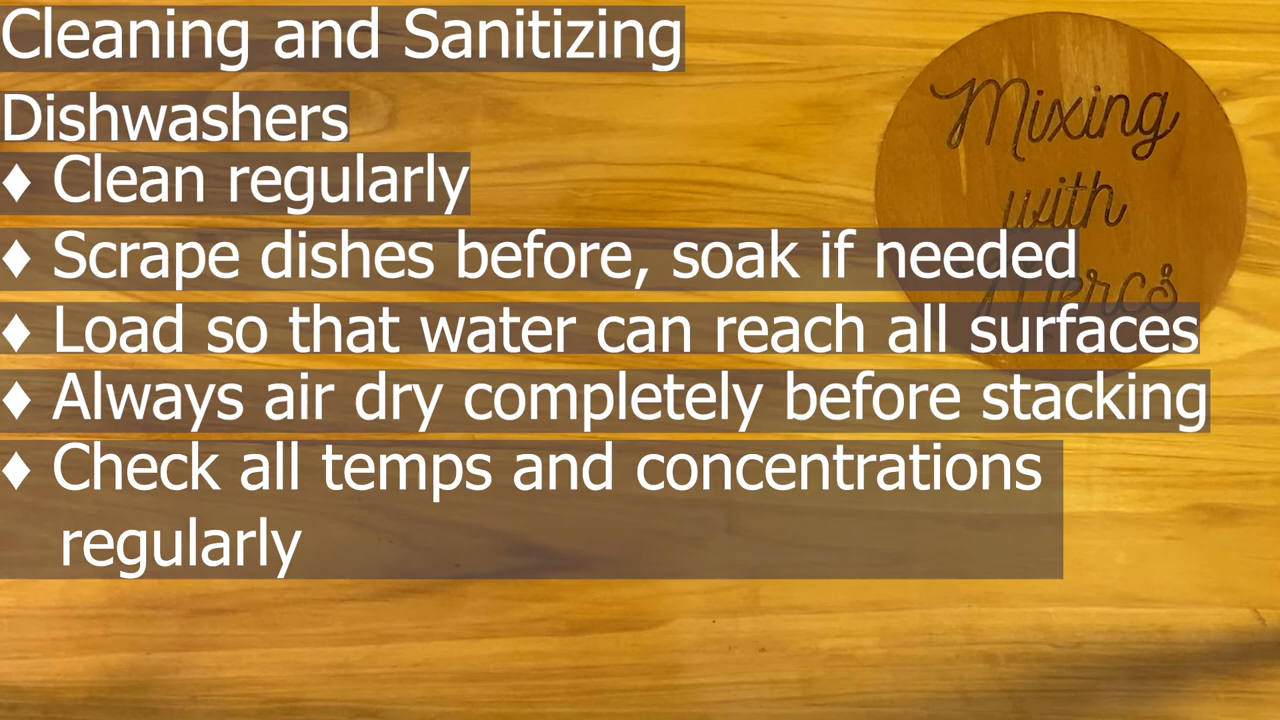 Cleaning and Sanitizing
Dishwashers
♦ Clean regularly
♦ Scrape dishes before, soak if needed
♦ Load so that water can reach all surfaces
♦ Always air dry completely before stacking
♦ Check all temps and concentrations
regularly
Mixing
with
Mercs